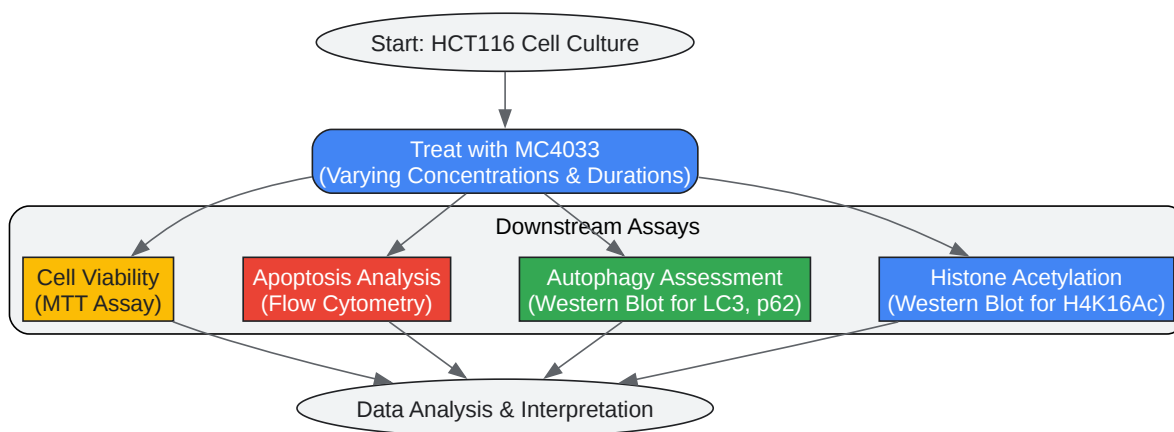 Start: HCT116 Cell Culture
Treat with MC4033
(Varying Concentrations & Durations)
Downstream Assays
Cell Viability
(MTT Assay)
Apoptosis Analysis
(Flow Cytometry)
Autophagy Assessment
(Western Blot for LC3, p62)
Histone Acetylation
(Western Blot for H4K16Ac)
Data Analysis & Interpretation